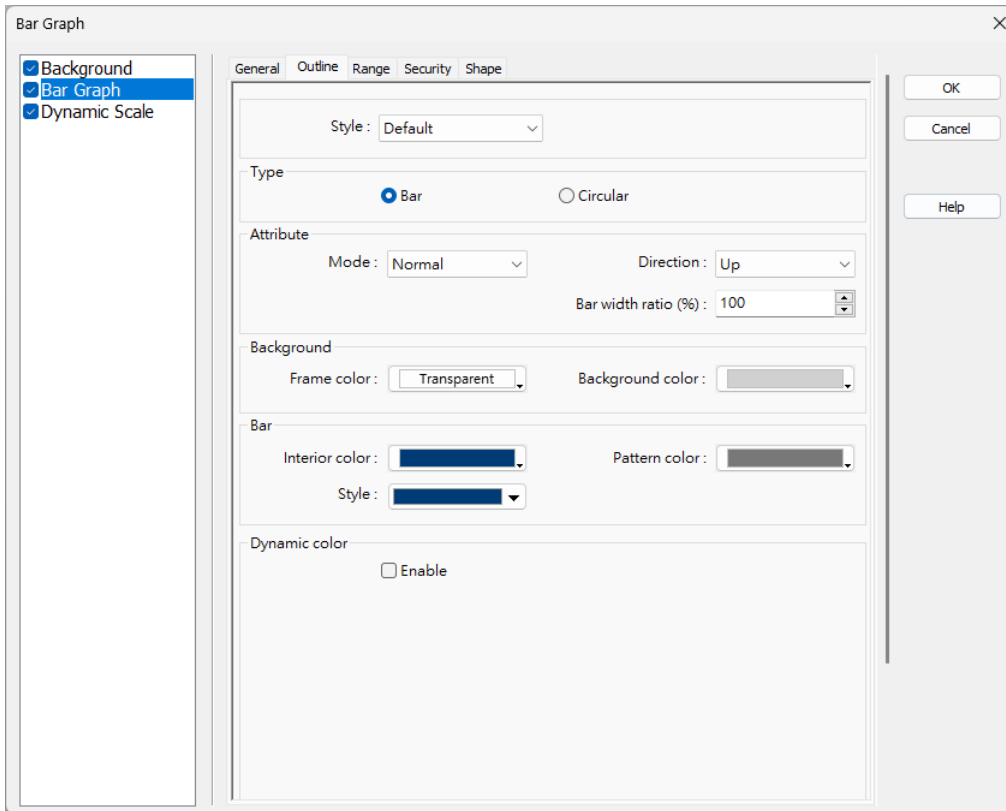 Bar Graph
Background
Bar Graph
Dynamic Scale
General Outline Range Security Shape
Style : Default
Type
Bar Circular
Attribute
Mode : Normal Direction : Up
Bar width ratio (%) : 100
Background
Frame color : Transparent Background color :
Bar
Interior color : Pattern color :
Style :
Dynamic color
Enable
OK
Cancel
Help